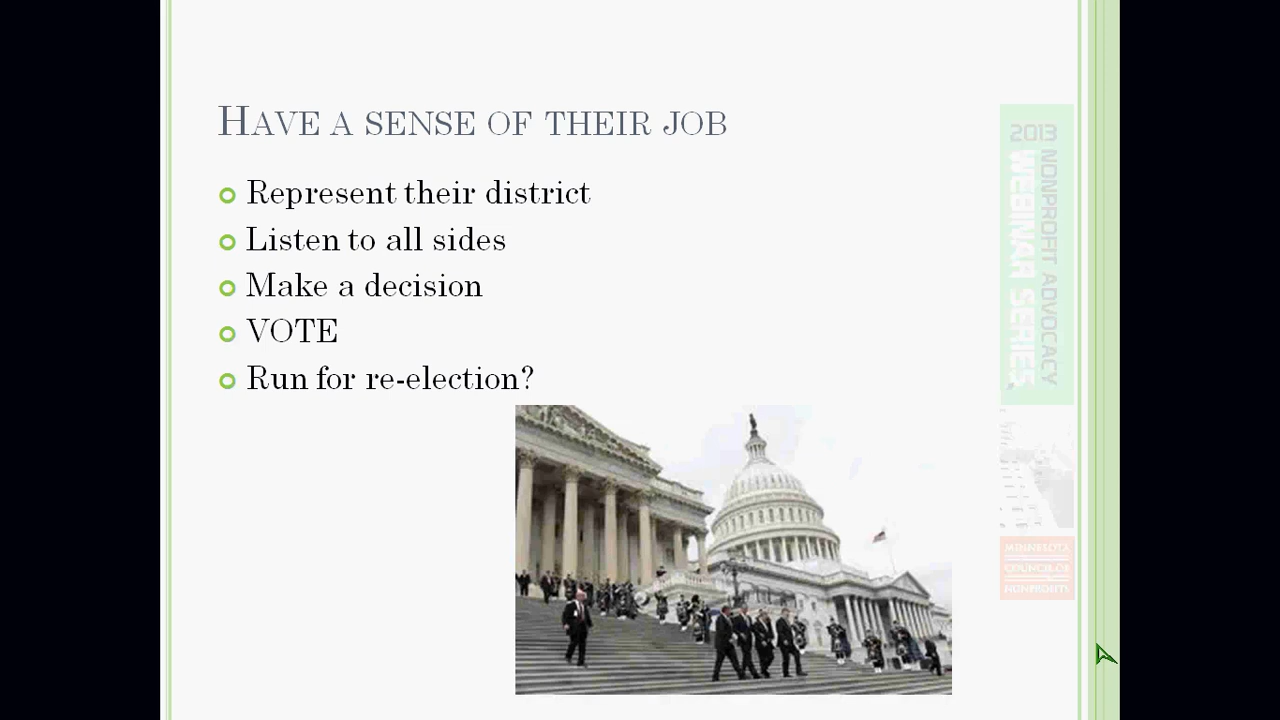 HAVE A SENSE OF THEIR JOB
Represent their district
Listen to all sides
Make a decision
VOTE
Run for re-election?
2013 NONPROFIT ADVOCACY
WEBINAR SERIES
MINNESOTA
COUNCIL OF
NONPROFITS